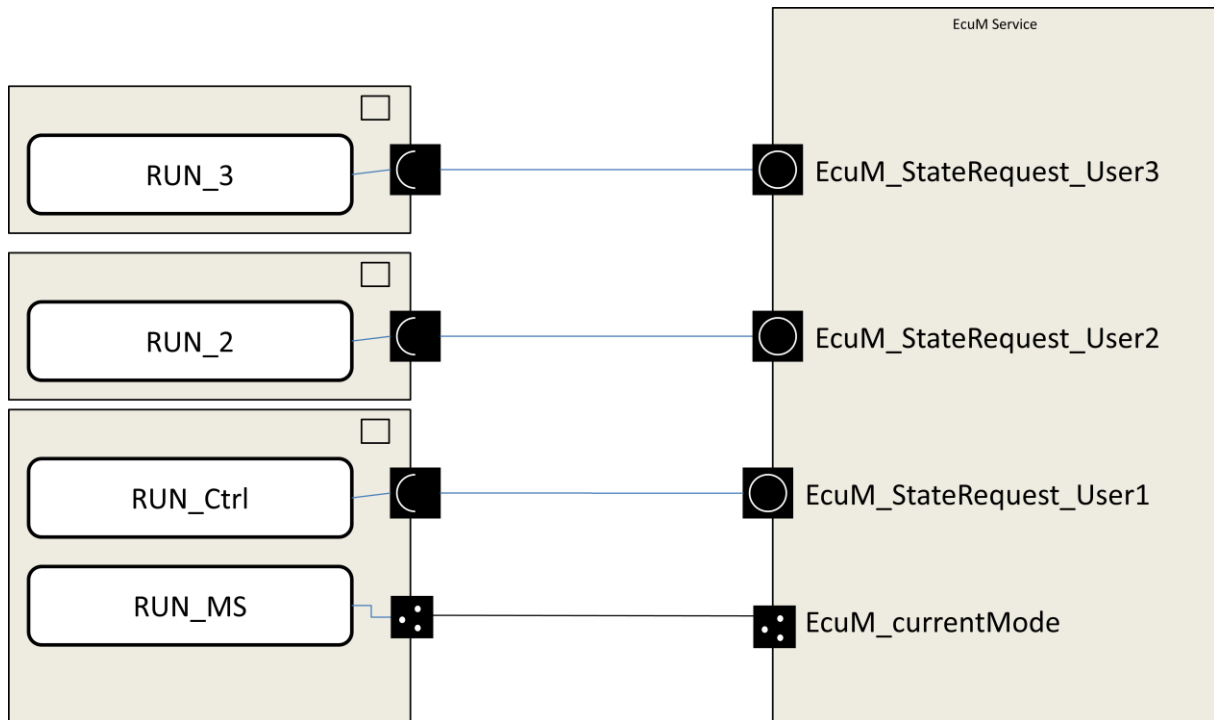 EcuM Service
RUN_3
EcuM_StateRequest_User3
RUN_2
EcuM_StateRequest_User2
RUN_Ctrl
EcuM_StateRequest_User1
RUN_MS
EcuM_currentMode